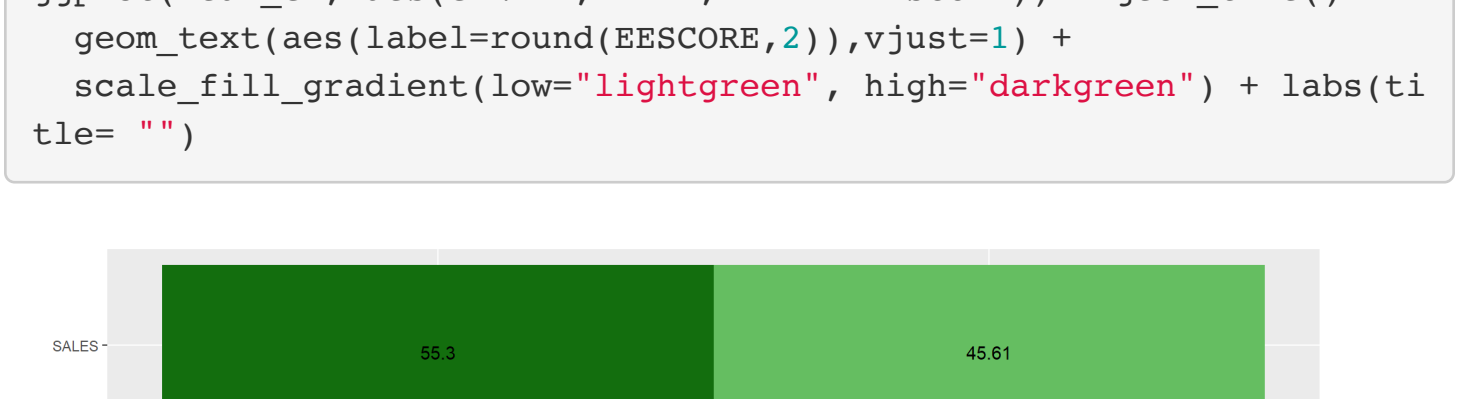 geom_text(aes(label=round(EESCORE,2)),vjust=1) +
scale_fill_gradient(low="lightgreen", high="darkgreen") + labs(ti
tle= "")
SALES
55.3 45.61